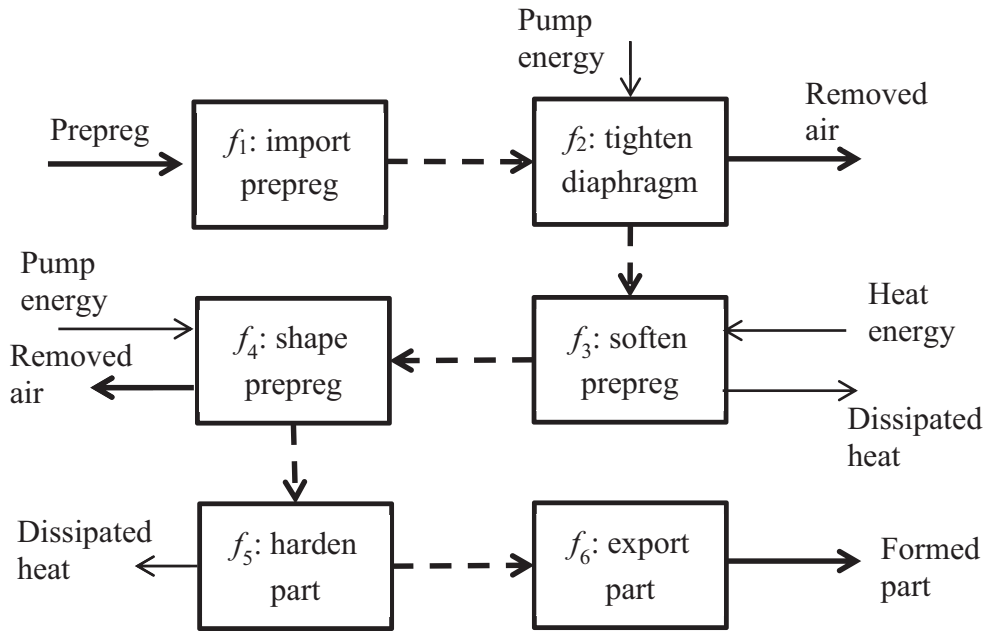 Pump
energy
Prepreg
f1: import
prepreg
f2: tighten
diaphragm
Removed
air
Pump
energy
Removed
air
f4: shape
prepreg
f3: soften
prepreg
Heat
energy
Dissipated
heat
Dissipated
heat
f5: harden
part
f6: export
part
Formed
part